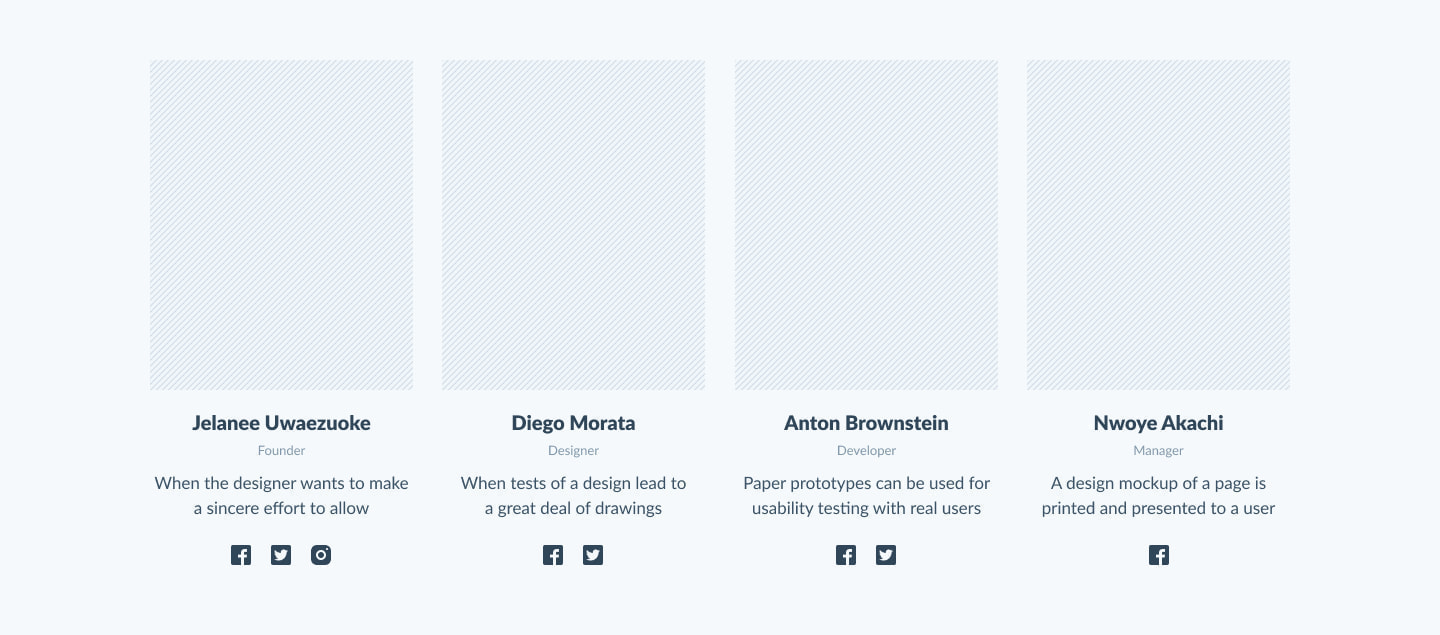 Jelanee Uwaezuoke
Founder
When the designer wants to make
a sincere effort to allow
Diego Morata
Designer
When tests of a design lead to
a great deal of drawings
Anton Brownstein
Developer
Paper prototypes can be used for
usability testing with real users
Nwoye Akachi
Manager
A design mockup of a page is
printed and presented to a user